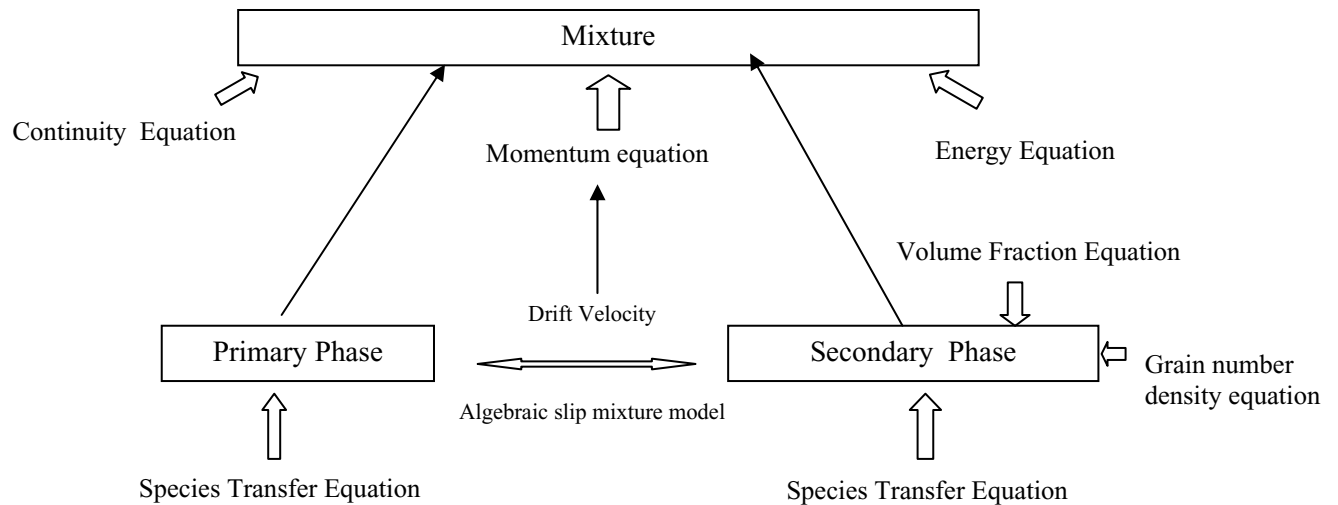 Mixture
Continuity Equation
Momentum equation
Energy Equation
Volume Fraction Equation
Drift Velocity
Primary Phase
Secondary Phase
Grain number
density equation
Algebraic slip mixture model
Species Transfer Equation
Species Transfer Equation